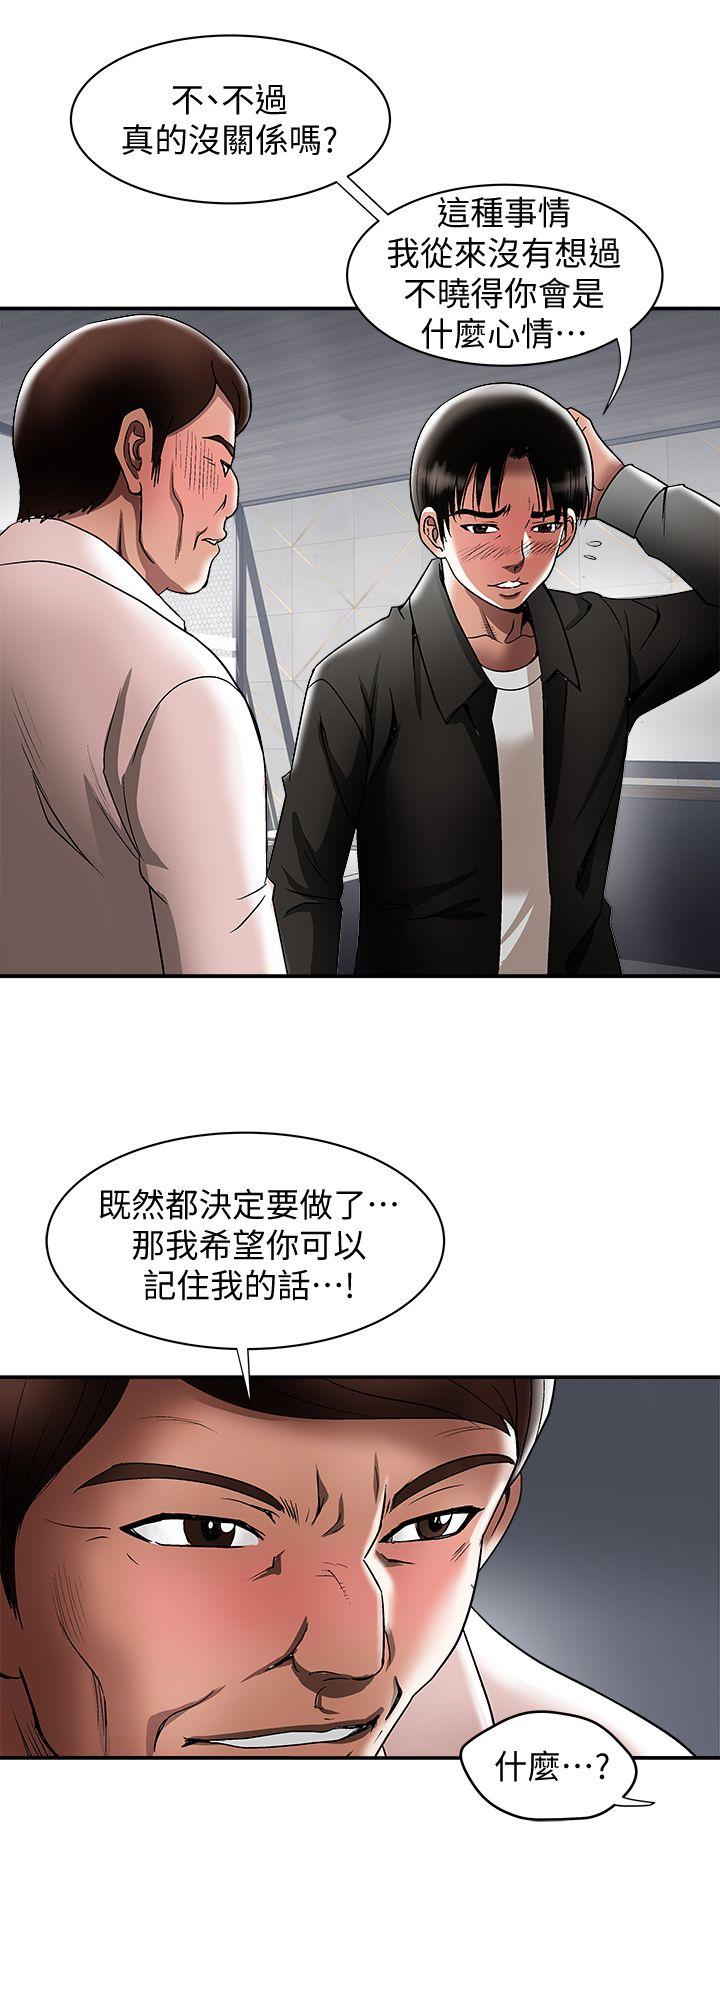 不、不過
真的沒關係嗎?
這種事情
我從來沒有想過
不曉得你會是
什麼心情⋯
既然都決定要做了⋯
那我希望你可以
記住我的話⋯!
什麼⋯?